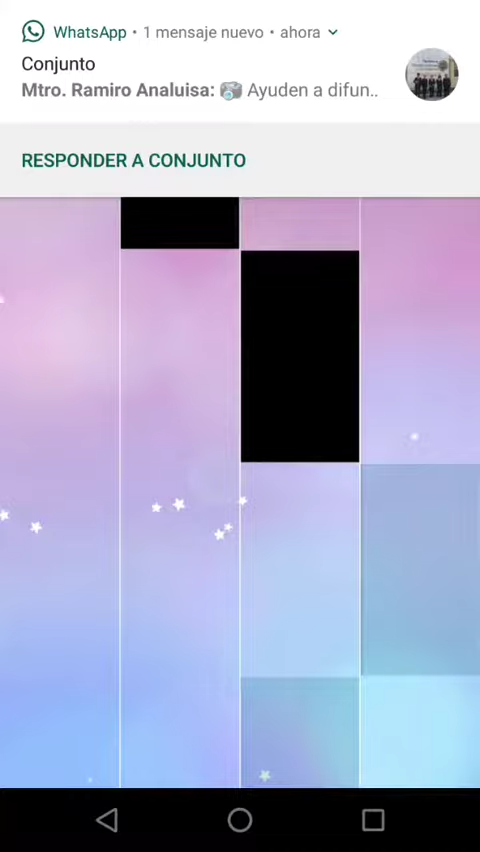 WhatsApp • 1 mensaje nuevo • ahora
Conjunto
Mtro. Ramiro Analuisa: 📷 Ayuden a difun..
RESPONDER A CONJUNTO